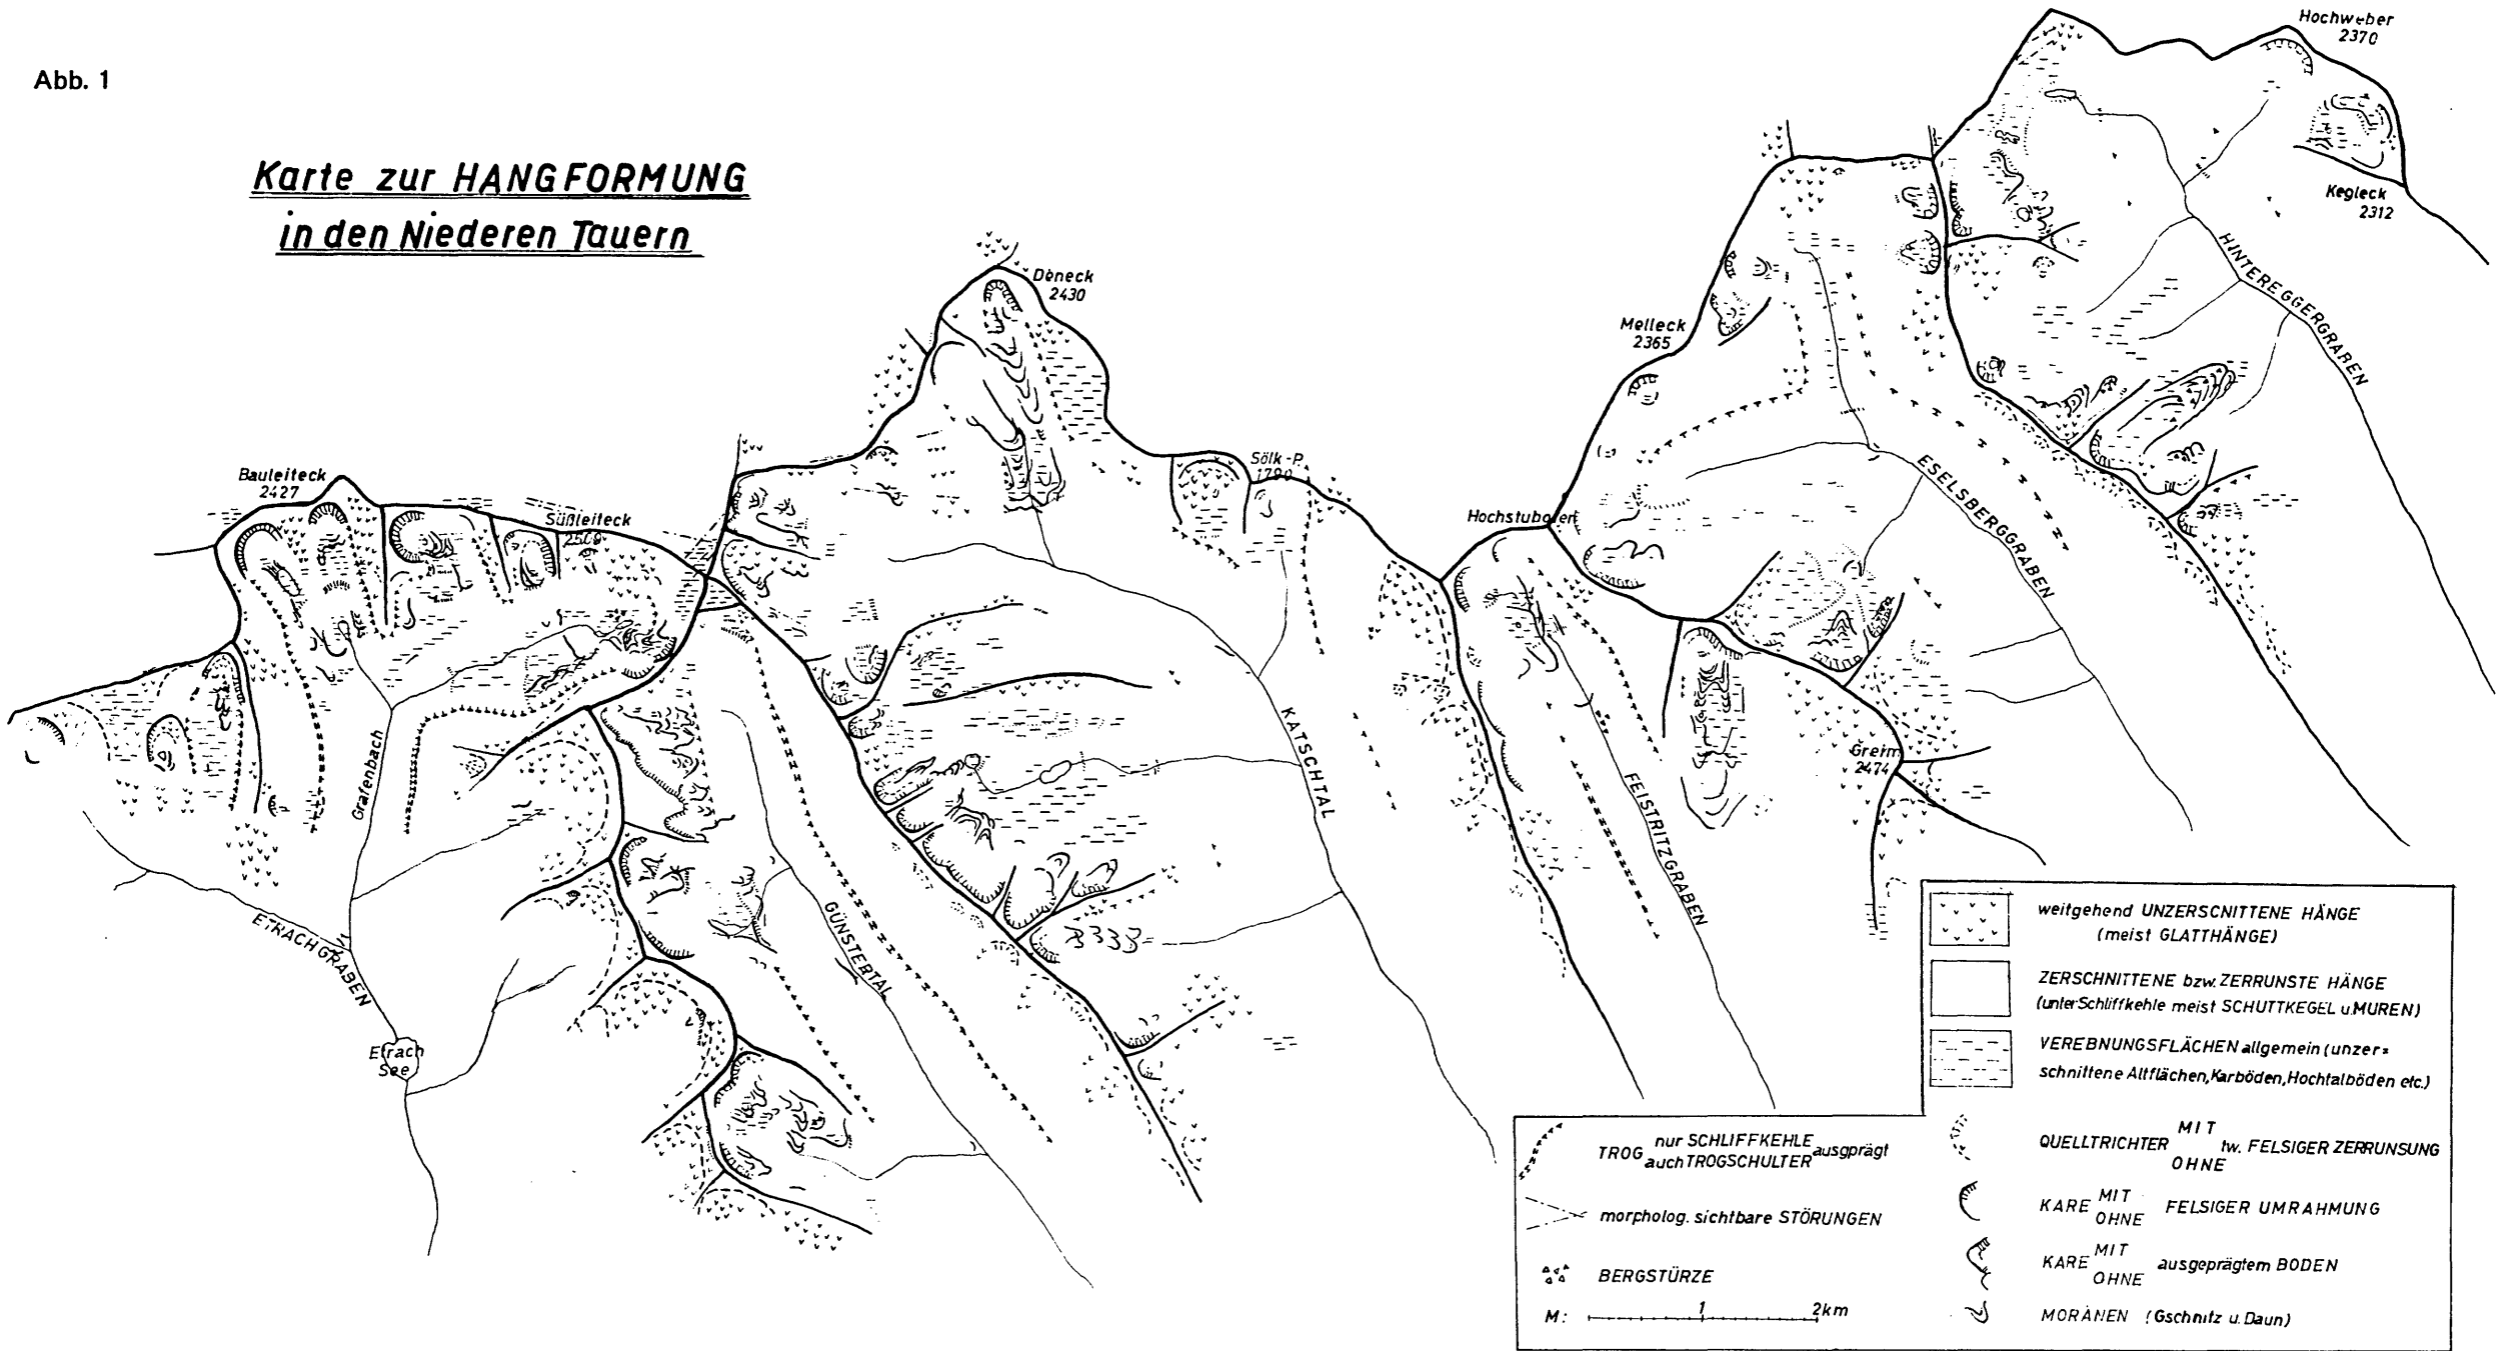 Abb. 1
Karte zur HANGFORMUNG
in den Niederen Tauern
Hochweber
2370
Kegleck
2312
HINTEREGGERGRABEN
Deneck
2430
Melleck
2365
Sölk-P.
1790
Bauleiteck
2427
Süßleiteck
2509
Hochstubofen
ESELSBERGGRABEN
KATSCHTAL
Grafenbach
FEISTRITZGRABEN
Greim
2474
GÜNSTERTAL
ETRACHGRABEN
Etrach
See
weitgehend UNZERSCNITTENE HÄNGE
(meist GLATTHÄNGE)
ZERSCHNITTENE bzw. ZERRUNSTE HÄNGE
(unter Schliffkehle meist SCHUTTKEGEL u. MUREN)
VEREBNUNGSFLÄCHEN allgemein (unzer=
schnittene Altflächen, Karböden, Hochtalböden etc.)
QUELLTRICHTER MIT OHNE tw. FELSIGER ZERRUNSUNG
KARE MIT OHNE FELSIGER UMRAHMUNG
KARE MIT OHNE ausgeprägtem BODEN
MORÄNEN (Gschnitz u. Daun)
TROG nur SCHLIFFKEHLE auch TROGSCHULTER ausgprägt
morpholog. sichtbare STÖRUNGEN
BERGSTÜRZE
M: 1 2km